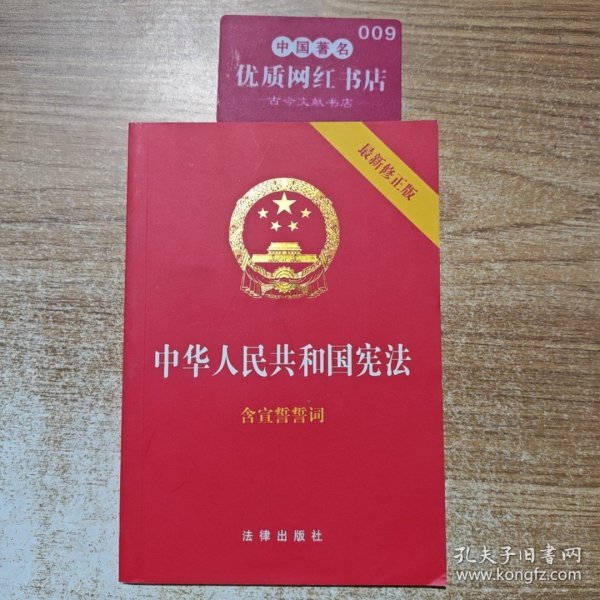 009
中国著名
优质网红书店
古今文献书店
最新修正版
中华人民共和国宪法
含宣誓誓词
法律出版社
孔夫子旧书网
www.kongfz.com